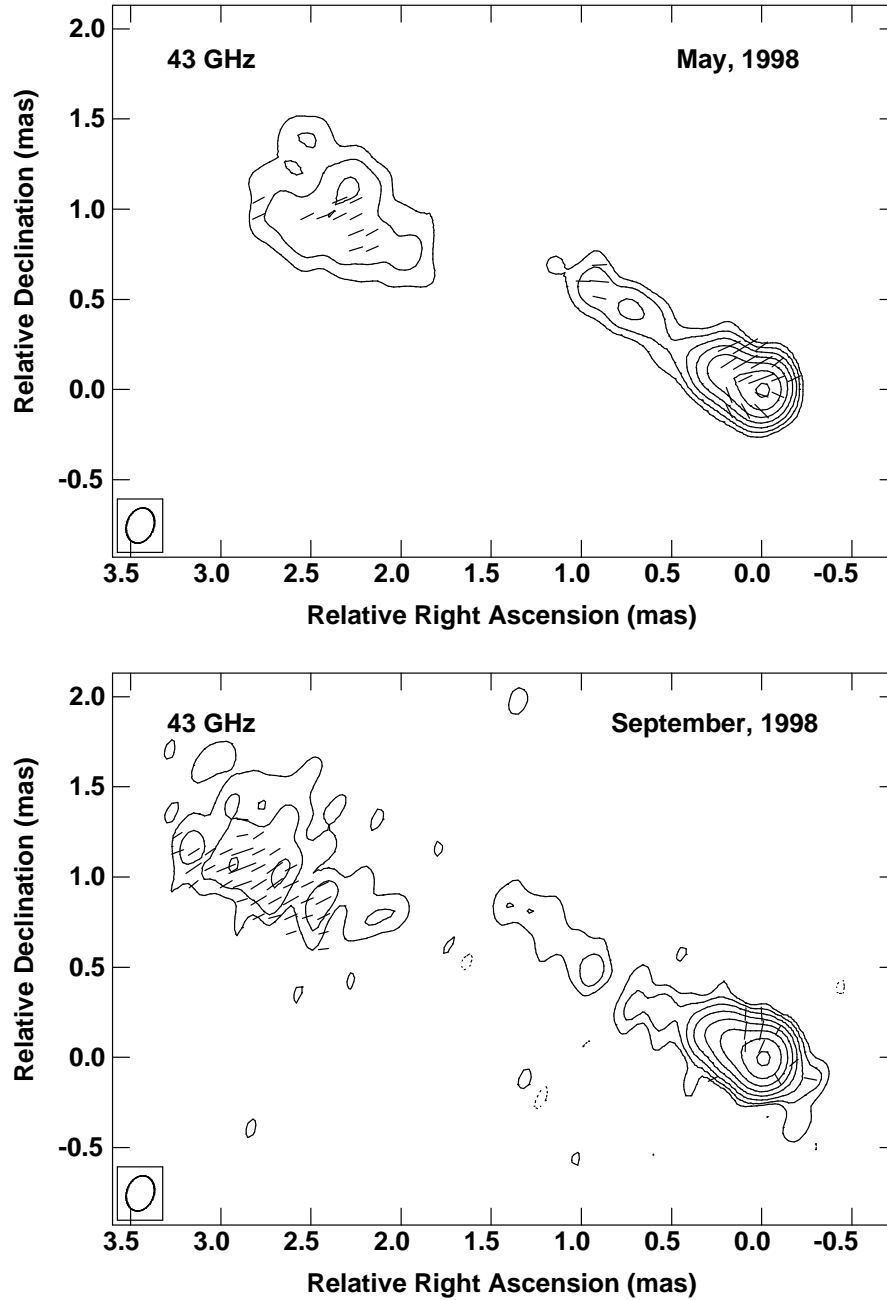 2.0
43 GHz
May, 1998
1.5
1.0
0.5
0.0
-0.5
Relative Declination (mas)
3.5 3.0 2.5 2.0 1.5 1.0 0.5 0.0 -0.5
Relative Right Ascension (mas)
2.0
43 GHz
September, 1998
1.5
1.0
0.5
0.0
-0.5
Relative Declination (mas)
3.5 3.0 2.5 2.0 1.5 1.0 0.5 0.0 -0.5
Relative Right Ascension (mas)